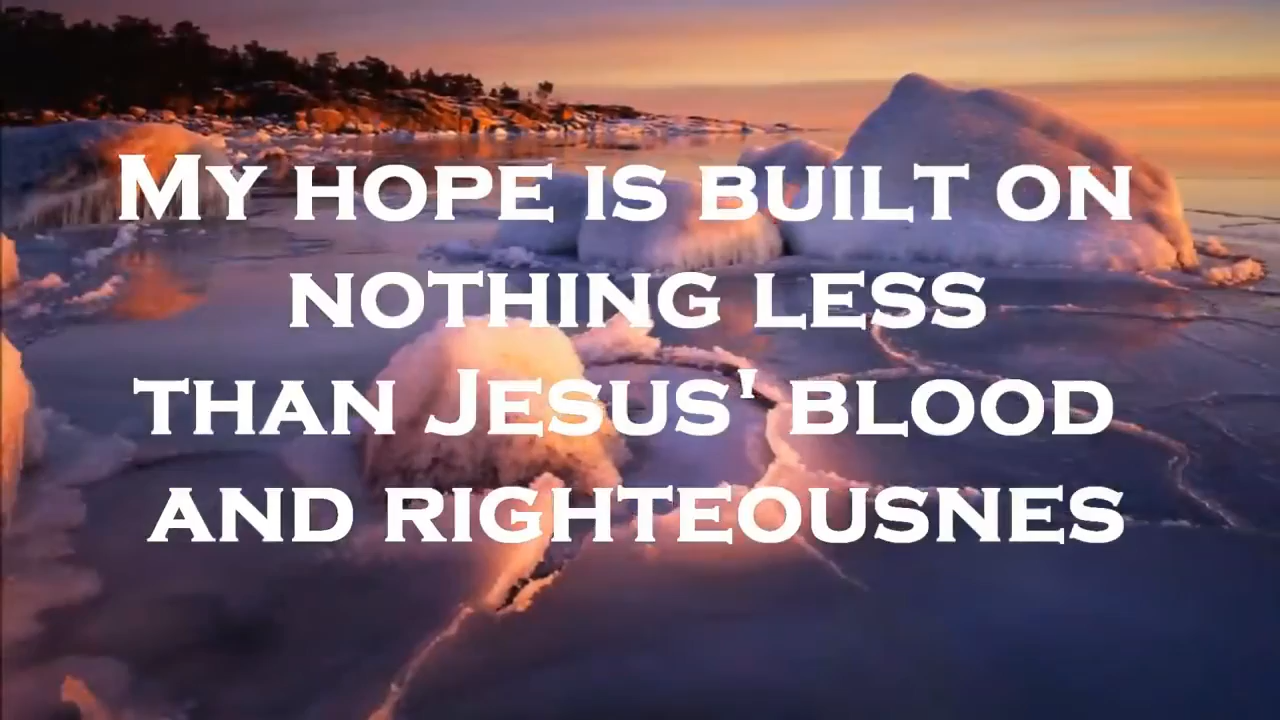 My hope is built on
nothing less
than Jesus' blood
and righteousnes